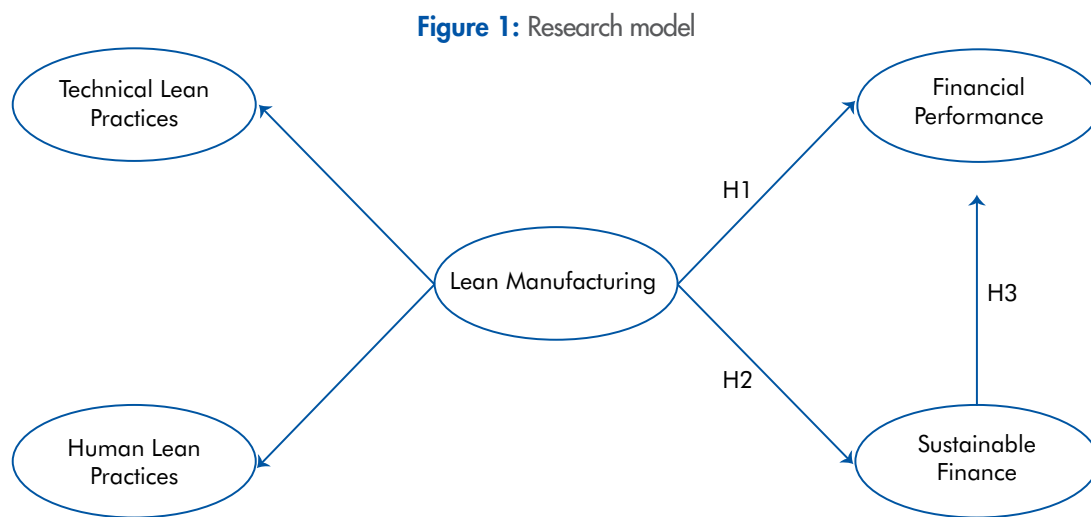 Figure 1: Research model
Technical Lean
Practices
Financial
Performance
H1
Lean Manufacturing
H3
H2
Human Lean
Practices
Sustainable
Finance